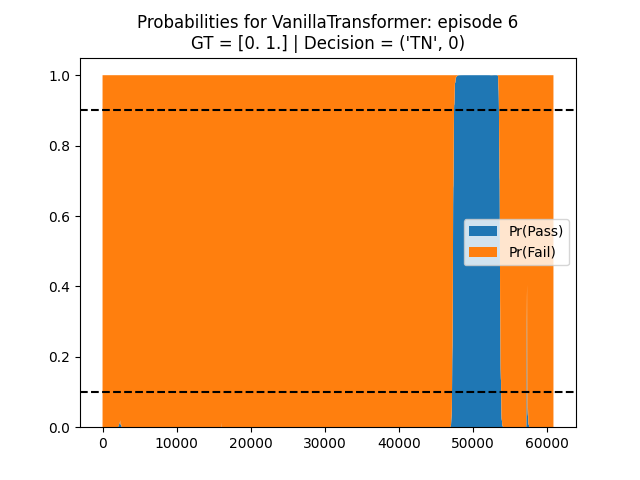 Probabilities for VanillaTransformer: episode 6
GT = [0. 1.] | Decision = ('TN', 0)
1.0
0.8
0.6
0.4
0.2
0.0
Pr(Pass)
Pr(Fail)
0 10000 20000 30000 40000 50000 60000